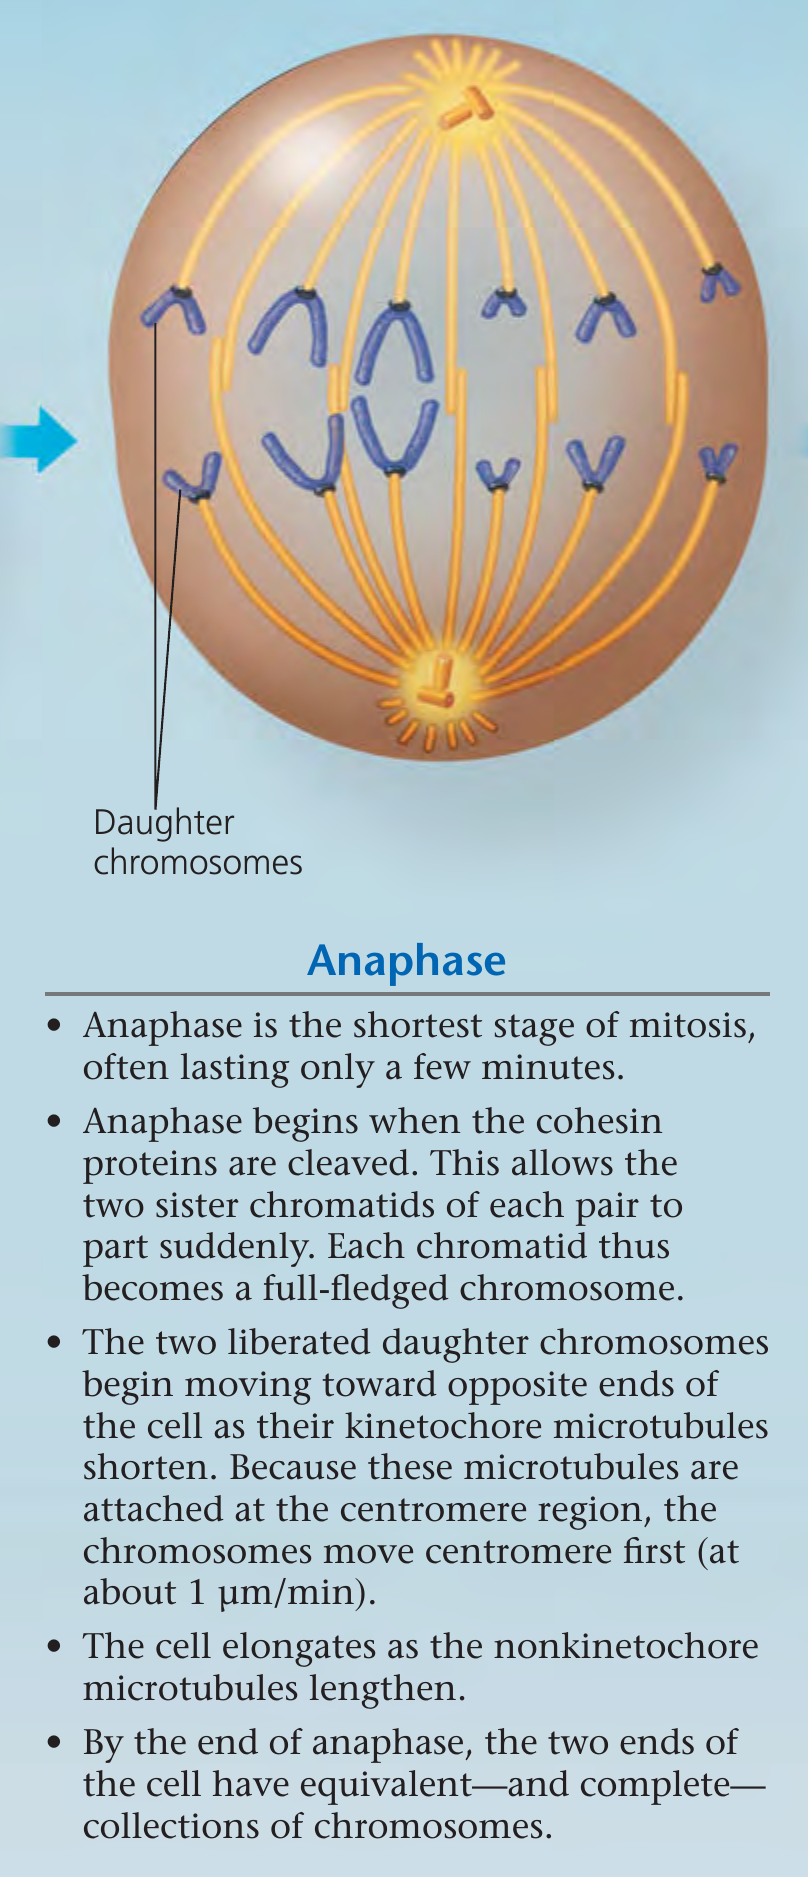 Daughter
chromosomes
Anaphase
• Anaphase is the shortest stage of mitosis,
often lasting only a few minutes.
• Anaphase begins when the cohesin
proteins are cleaved. This allows the
two sister chromatids of each pair to
part suddenly. Each chromatid thus
becomes a full-fledged chromosome.
• The two liberated daughter chromosomes
begin moving toward opposite ends of
the cell as their kinetochore microtubules
shorten. Because these microtubules are
attached at the centromere region, the
chromosomes move centromere first (at
about 1 µm/min).
• The cell elongates as the nonkinetochore
microtubules lengthen.
• By the end of anaphase, the two ends of
the cell have equivalent—and complete—
collections of chromosomes.